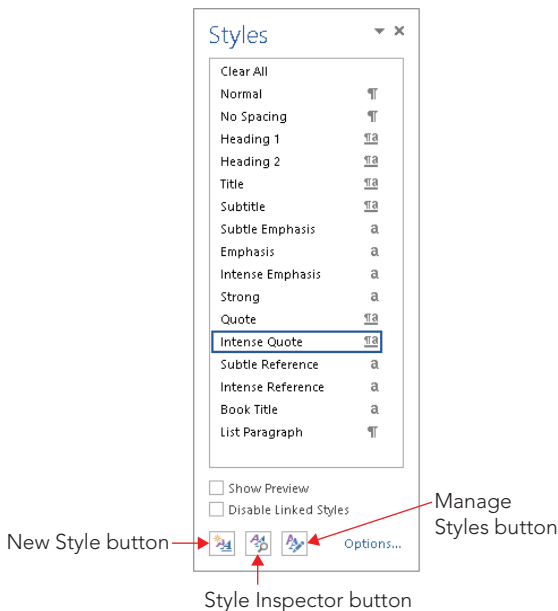 Styles
Clear All
Normal ¶
No Spacing ¶
Heading 1 ¶a
Heading 2 ¶a
Title ¶a
Subtitle ¶a
Subtle Emphasis a
Emphasis a
Intense Emphasis a
Strong a
Quote ¶a
Intense Quote ¶a
Subtle Reference a
Intense Reference a
Book Title a
List Paragraph ¶
Show Preview
Disable Linked Styles
Manage
Styles button
New Style button
Options...
Style Inspector button